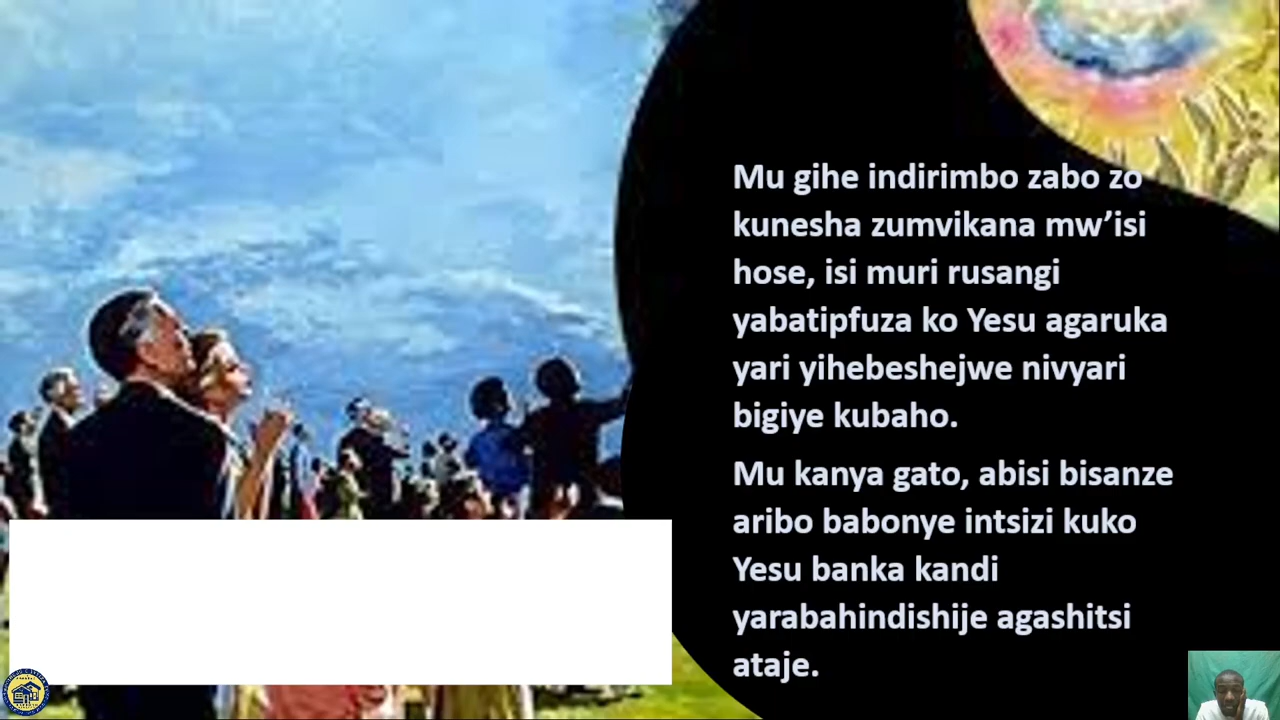 Mu gihe indirimbo zabo zo
kunesha zumvikana mw’isi
hose, isi muri rusangi
yabatipfuza ko Yesu agaruka
yari yihebeshejwe nivyari
bigiye kubaho.
Mu kanya gato, abisi bisanze
aribo babonye intsizi kuko
Yesu banka kandi
yarabahindishije agashitsi
ataje.